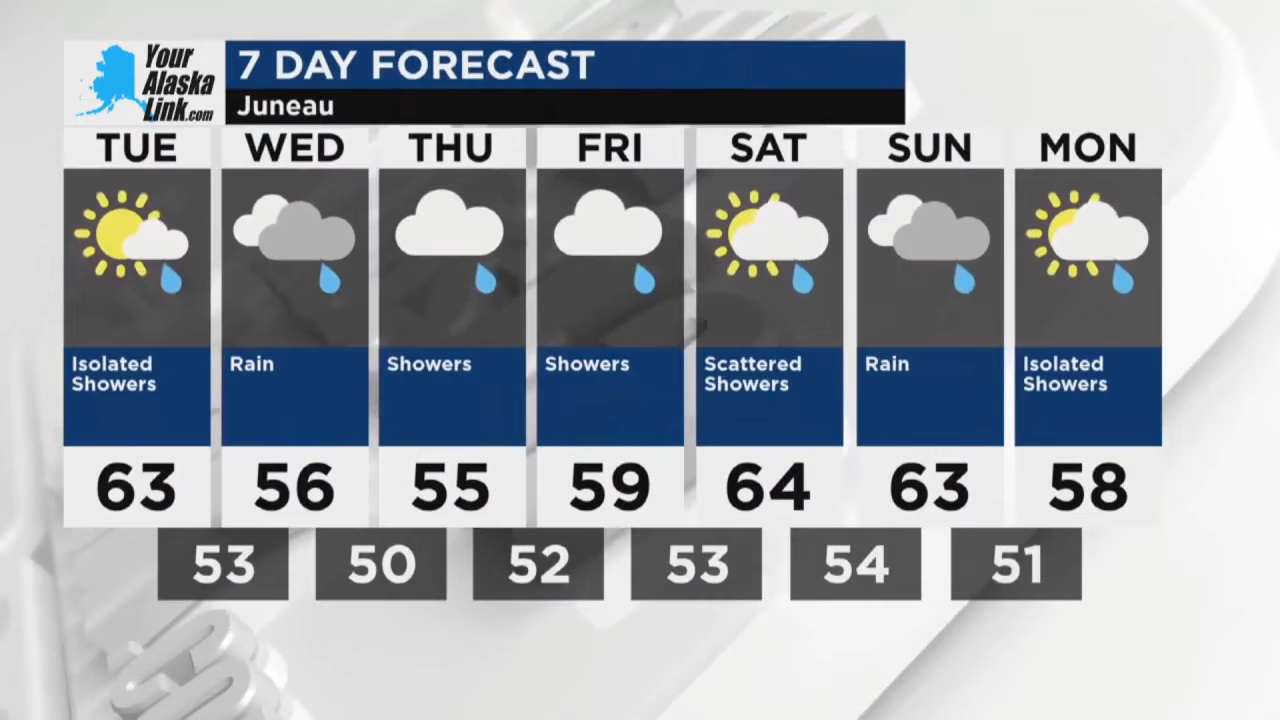 Your
Alaska
Link.com
7 DAY FORECAST
Juneau
TUE WED THU FRI SAT SUN MON
Isolated
Showers
Rain
Showers
Showers
Scattered
Showers
Rain
Isolated
Showers
63 56 55 59 64 63 58
53 50 52 53 54 51